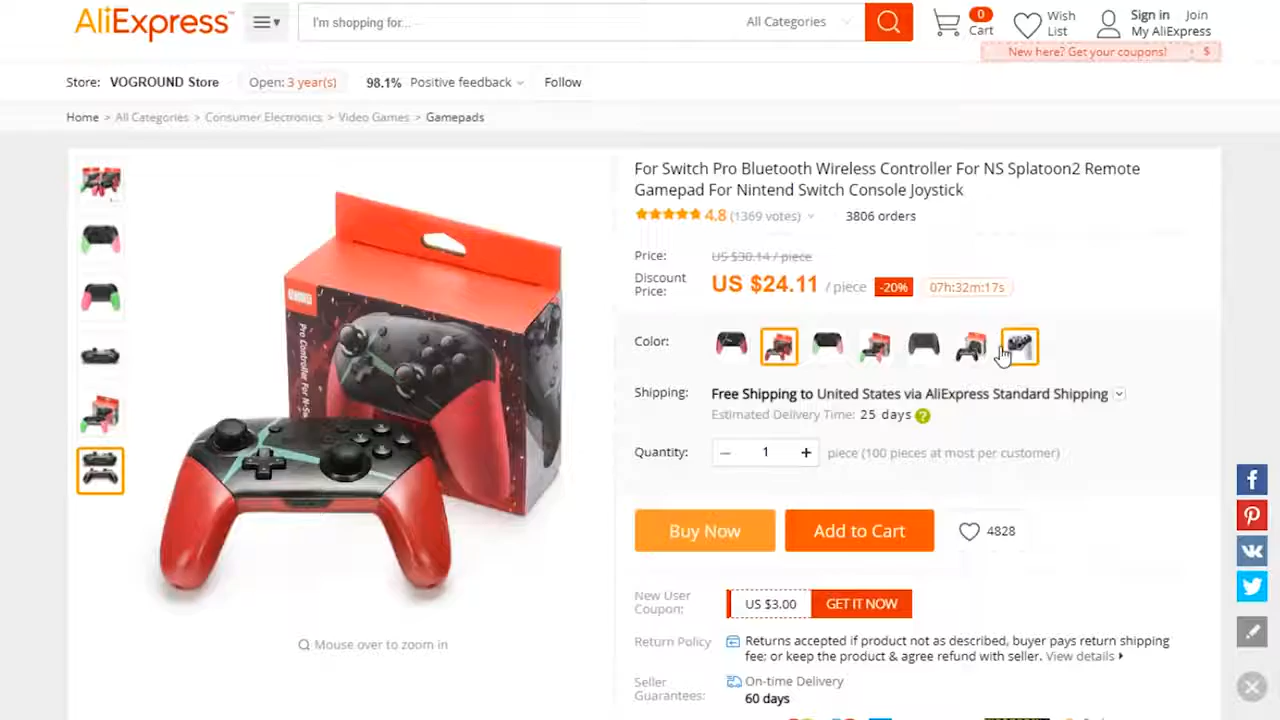 AliExpress
I'm shopping for...
All Categories
0
Cart
Wish
List
Sign in Join
My AliExpress
New here? Get your coupons! $
Store: VOGROUND Store
Open: 3 year(s)
98.1% Positive feedback
Follow
Home > All Categories > Consumer Electronics > Video Games > Gamepads
For Switch Pro Bluetooth Wireless Controller For NS Splatoon2 Remote
Gamepad For Nintend Switch Console Joystick
4.8 (1369 votes) 3806 orders
Price: US $30.14 / piece
Discount
Price:
US $24.11 / piece -20% 07h:32m:17s
Color:
Shipping: Free Shipping to United States via AliExpress Standard Shipping
Estimated Delivery Time: 25 days ?
Quantity: – 1 + piece (100 pieces at most per customer)
Buy Now
Add to Cart
4828
New User
Coupon:
US $3.00 GET IT NOW
Return Policy Returns accepted if product not as described, buyer pays return shipping
fee; or keep the product & agree refund with seller. View details
Seller
Guarantees:
On-time Delivery
60 days
Pro Controller For N-Sw
Mouse over to zoom in